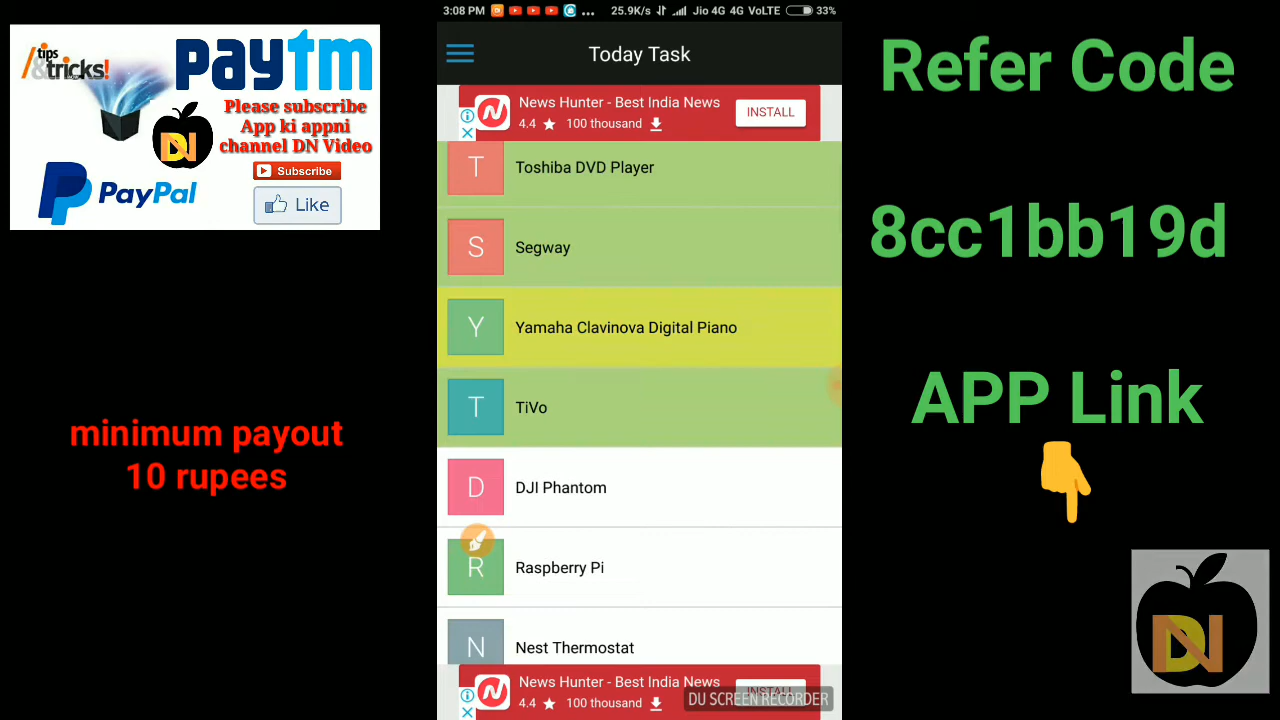 tips
&tricks!
paytm
Please subscribe
App ki appni
channel DN Video
DN
Subscribe
PayPal
Like
minimum payout
10 rupees
3:08 PM ... 25.9K/s Jio 4G 4G VoLTE 33%
Today Task
News Hunter - Best India News
4.4 ★ 100 thousand
INSTALL
T Toshiba DVD Player
S Segway
Y Yamaha Clavinova Digital Piano
T TiVo
D DJI Phantom
R Raspberry Pi
N Nest Thermostat
News Hunter - Best India News
4.4 ★ 100 thousand
INSTALL
DU SCREEN RECORDER
Refer Code
8cc1bb19d
APP Link
DN